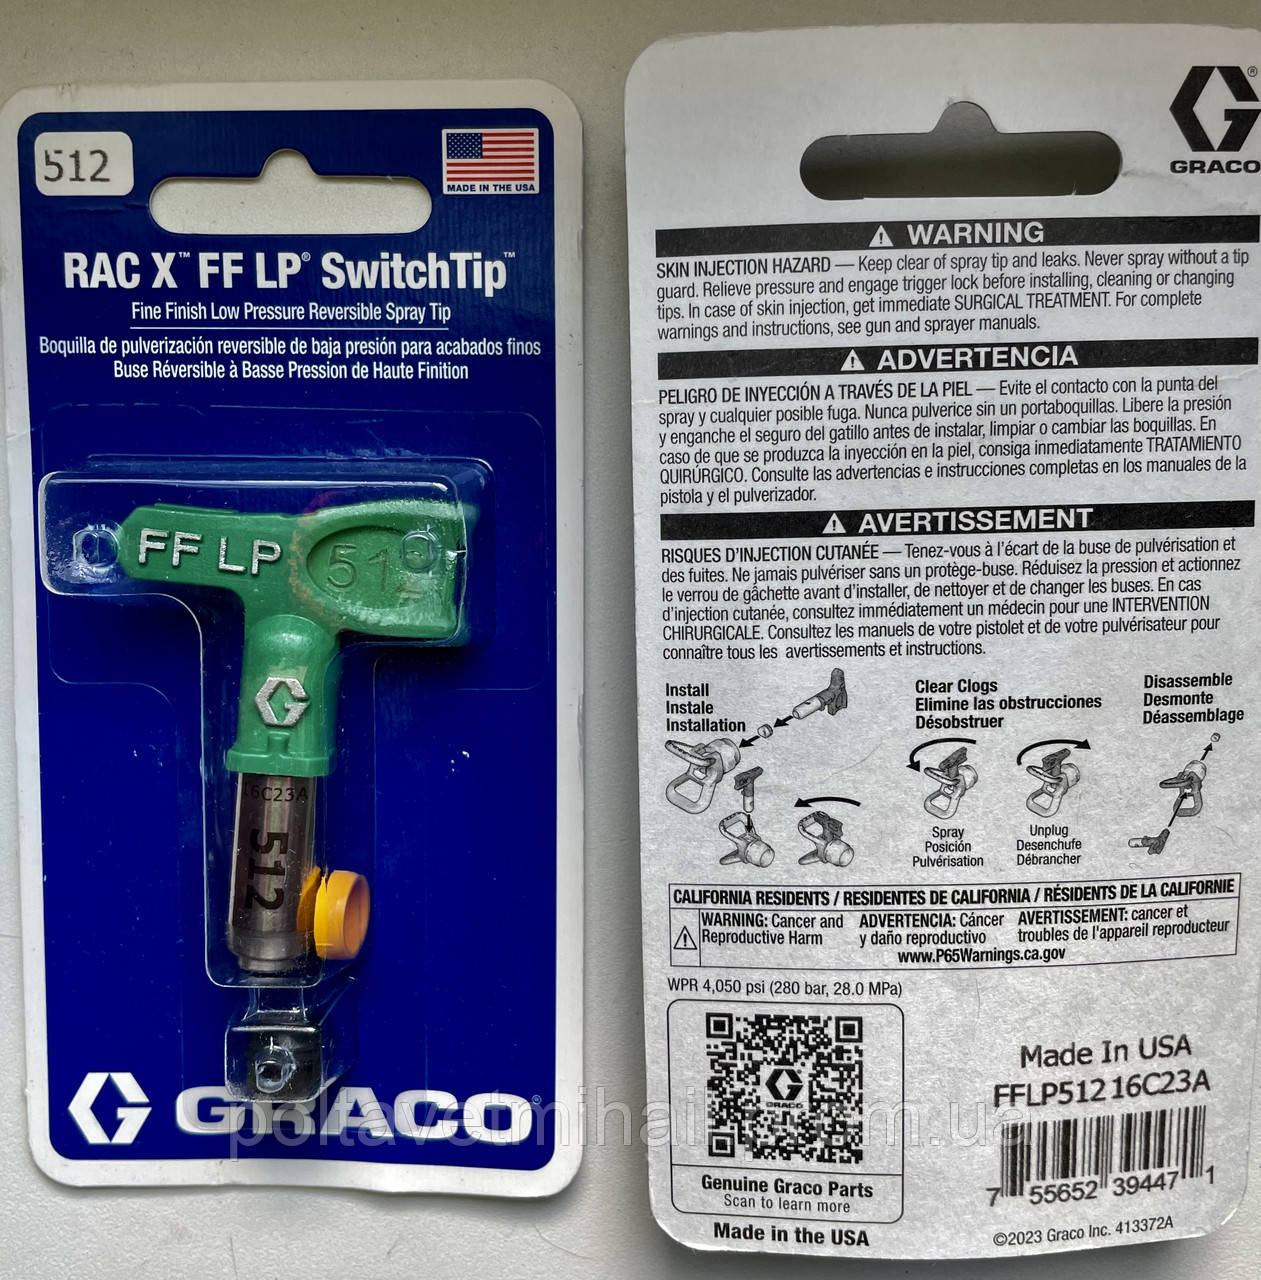 512
MADE IN THE USA
RAC X™ FF LP® SwitchTip™
Fine Finish Low Pressure Reversible Spray Tip
Boquilla de pulverización reversible de baja presión para acabados finos
Buse Réversible à Basse Pression de Haute Finition
FF LP
51
16C23A
512
GRACO
®
GRACO
WARNING
SKIN INJECTION HAZARD — Keep clear of spray tip and leaks. Never spray without a tip
guard. Relieve pressure and engage trigger lock before installing, cleaning or changing
tips. In case of skin injection, get immediate SURGICAL TREATMENT. For complete
warnings and instructions, see gun and sprayer manuals.
ADVERTENCIA
PELIGRO DE INYECCIÓN A TRAVÉS DE LA PIEL — Evite el contacto con la punta del
spray y cualquier posible fuga. Nunca pulverice sin un portaboquillas. Libere la presión
y enganche el seguro del gatillo antes de instalar, limpiar o cambiar las boquillas. En
caso de que se produzca la inyección en la piel, consiga inmediatamente TRATAMIENTO
QUIRÚRGICO. Consulte las advertencias e instrucciones completas en los manuales de la
pistola y el pulverizador.
AVERTISSEMENT
RISQUES D'INJECTION CUTANÉE — Tenez-vous à l'écart de la buse de pulvérisation et
des fuites. Ne jamais pulvériser sans un protège-buse. Réduisez la pression et actionnez
le verrou de gâchette avant d'installer, de nettoyer et de changer les buses. En cas
d'injection cutanée, consultez immédiatement un médecin pour une INTERVENTION
CHIRURGICALE. Consultez les manuels de votre pistolet et de votre pulvérisateur pour
connaître tous les avertissements et instructions.
Install
Instale
Installation
Clear Clogs
Elimine las obstrucciones
Désobstruer
Disassemble
Desmonte
Déassemblage
Spray
Posición
Pulvérisation
Unplug
Desenchufe
Débrancher
CALIFORNIA RESIDENTS / RESIDENTES DE CALIFORNIA / RÉSIDENTS DE LA CALIFORNIE
WARNING: Cancer and
Reproductive Harm
ADVERTENCIA: Cáncer
y daño reproductivo
AVERTISSEMENT: cancer et
troubles de l'appareil reproducteur
www.P65Warnings.ca.gov
WPR 4,050 psi (280 bar, 28.0 MPa)
GRACO
Genuine Graco Parts
Scan to learn more
Made in the USA
Made In USA
FFLP512 16C23A
7 55652 39447 1
©2023 Graco Inc. 413372A
poltavetmihail.prom.ua